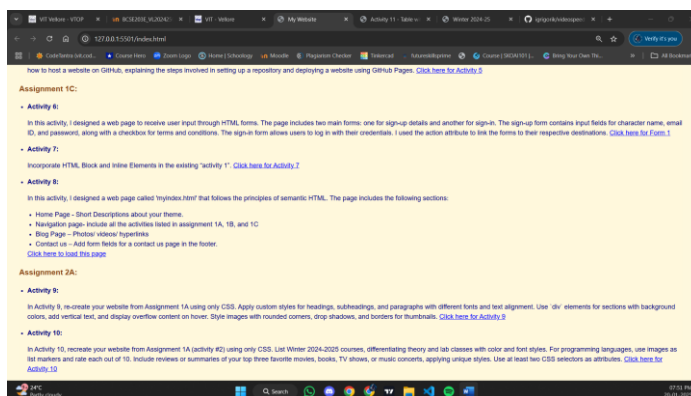 VIT Vellore - VTOP
VIT - Vellore
My Website
Activity 11 - Table
Winter 2024-25
127.0.0.1:5501/index.html
Verify it's you
Course Hero
Zoom Logo
Home | Schoology
Moodle
Plagiarism Checker
Tinkercad
futureskillsprime
Bring Your Own Thi...
All Bookmarks
how to host a website on GitHub, explaining the steps involved in setting up a repository and deploying a website using GitHub Pages. Click here for Activity 5
Assignment 1C:
• Activity 6:
In this activity, I designed a web page to receive user input through HTML forms. The page includes two main forms: one for sign-up details and another for sign-in. The sign-up form contains input fields for character name, email
ID, and password, along with a checkbox for terms and conditions. The sign-in form allows users to log in with their credentials. I used the action attribute to link the forms to their respective destinations. Click here for Form 1
• Activity 7:
Incorporate HTML Block and Inline Elements in the existing "activity 1". Click here for Activity 7
• Activity 8:
In this activity, I designed a web page called 'myindex.html' that follows the principles of semantic HTML. The page includes the following sections:
• Home Page - Short Descriptions about your theme.
• Navigation page- Include all the activities listed in assignment 1A, 1B, and 1C
• Blog Page – Photos/ videos/ hyperlinks
• Contact us – Add form fields for a contact us page in the footer.
Click here to load this page
Assignment 2A:
• Activity 9:
In Activity 9, re-create your website from Assignment 1A using only CSS. Apply custom styles for headings, subheadings, and paragraphs with different fonts and text alignment. Use `div` elements for sections with background
colors, add vertical text, and display overflow content on hover. Style images with rounded corners, drop shadows, and borders for thumbnails. Click here for Activity 9
• Activity 10:
In Activity 10, recreate your website from Assignment 1A (activity #2) using only CSS. List Winter 2024-2025 courses, differentiating theory and lab classes with color and font styles. For programming languages, use images as
list markers and rate each out of 10. Include reviews or summaries of your top three favorite movies, books, TV shows, or music concerts, applying unique styles. Use at least two CSS selectors as attributes. Click here for
Activity 10
24°C
Partly cloudy
Search
07:51 PM
20-01-2025